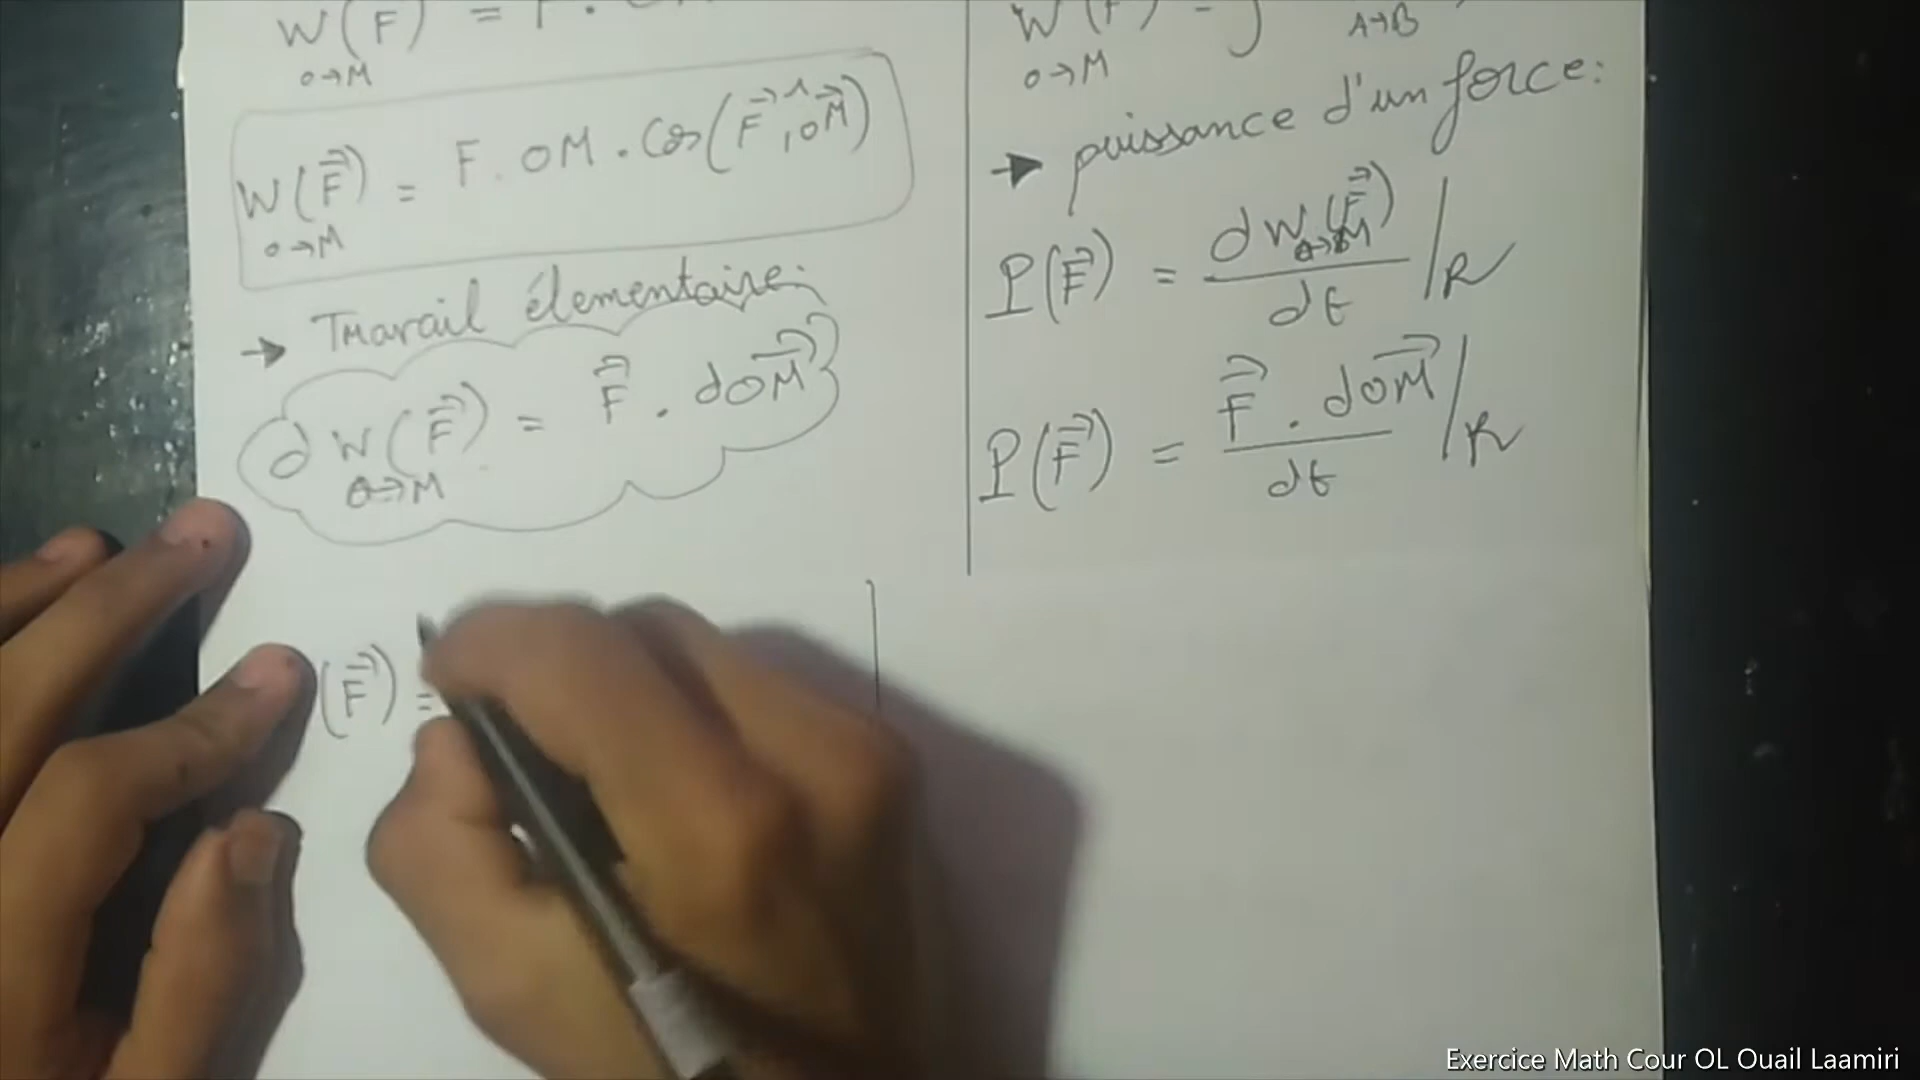 W(F) = F.
O→M
W(F⃗) = F . OM . Cos(F⃗ , OM⃗)
O→M
→ Travail élementaire:
d W (F⃗) = F⃗ . dOM⃗
O→M
(F⃗) =
W (F) = ∫
O→M A→B
→ puissance d'un force:
P(F⃗) = dW(F⃗) / dt /R
P(F⃗) = F⃗ . dOM⃗ / dt /R
Exercice Math Cour OL Ouail Laamiri